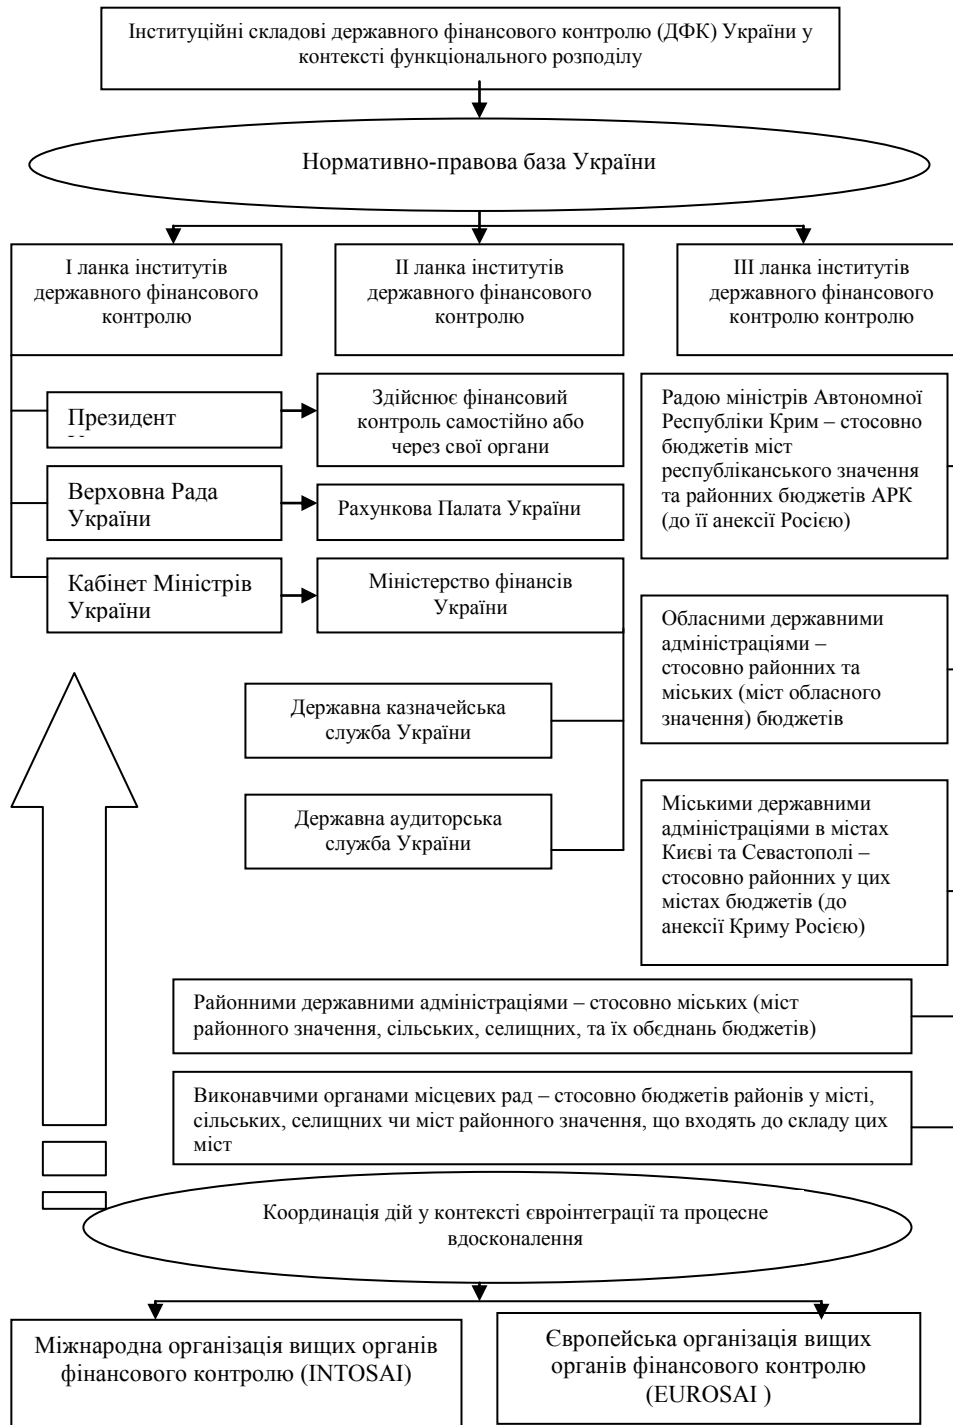 Інституційні складові державного фінансового контролю (ДФК) України у
контексті функціонального розподілу
Нормативно-правова база України
І ланка інститутів
державного фінансового
контролю
ІІ ланка інститутів
державного фінансового
контролю
ІІІ ланка інститутів
державного фінансового
контролю контролю
Президент
Здійснює фінансовий
контроль самостійно або
через свої органи
Верховна Рада
України
Рахункова Палата України
Кабінет Міністрів
України
Міністерство фінансів
України
Державна казначейська
служба України
Державна аудиторська
служба України
Радою міністрів Автономної
Республіки Крим – стосовно
бюджетів міст
республіканського значення
та районних бюджетів АРК
(до її анексії Росією)
Обласними державними
адміністраціями –
стосовно районних та
міських (міст обласного
значення) бюджетів
Міськими державними
адміністраціями в містах
Києві та Севастополі –
стосовно районних у цих
містах бюджетів (до
анексії Криму Росією)
Районними державними адміністраціями – стосовно міських (міст
районного значення, сільських, селищних, та їх обєднань бюджетів)
Виконавчими органами місцевих рад – стосовно бюджетів районів у місті,
сільських, селищних чи міст районного значення, що входять до складу цих
міст
Координація дій у контексті євроінтеграції та процесне
вдосконалення
Міжнародна організація вищих органів
фінансового контролю (INTOSAI)
Європейська організація вищих
органів фінансового контролю
(EUROSAI )